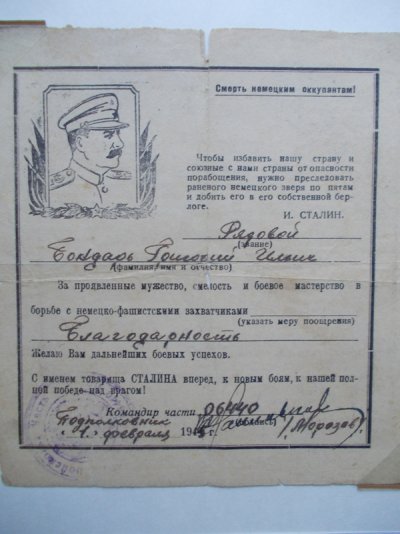 Смерть немецким оккупантам!
Чтобы избавить нашу страну и
союзные с нами страны от опасности
порабощения, нужно преследовать
раненого немецкого зверя по пятам
и добить его в его собственной бер-
логе.
И. СТАЛИН.
Рядовой
(звание)
Бондарь
(фамилия, имя и отчество)
За проявленные мужество, смелость и боевое мастерство в
борьбе с немецко-фашистскими захватчиками
(указать меру поощрения)
Благодарность
Желаю Вам дальнейших боевых успехов.
С именем товарища СТАЛИНА вперед, к новым боям, к нашей пол-
ной победе над врагом!
Командир части 06440
Подполковник
(Морозов)
февраля 194 г.